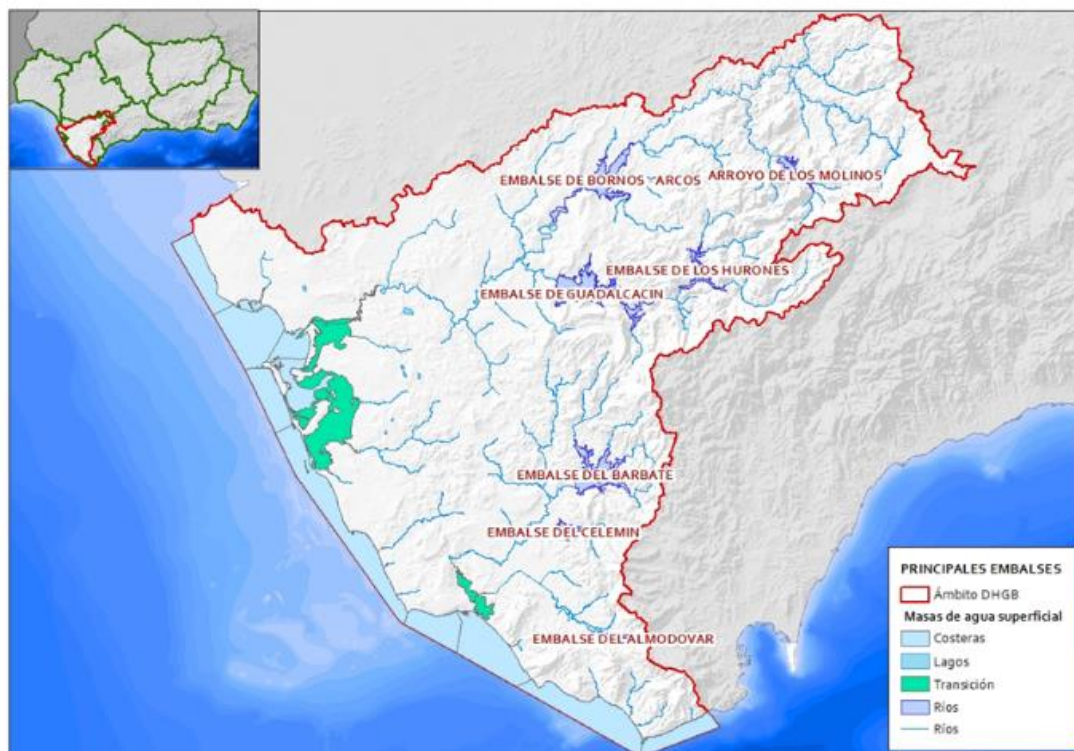 EMBALSE DE BORNOS - ARCOS
ARROYO DE LOS MOLINOS
EMBALSE DE LOS HURONES
EMBALSE DE GUADALCACIN
EMBALSE DEL BARBATE
EMBALSE DEL CELEMIN
EMBALSE DEL ALMODOVAR
PRINCIPALES EMBALSES
Ámbito DHGB
Masas de agua superficial
Costeras
Lagos
Transición
Ríos
Ríos